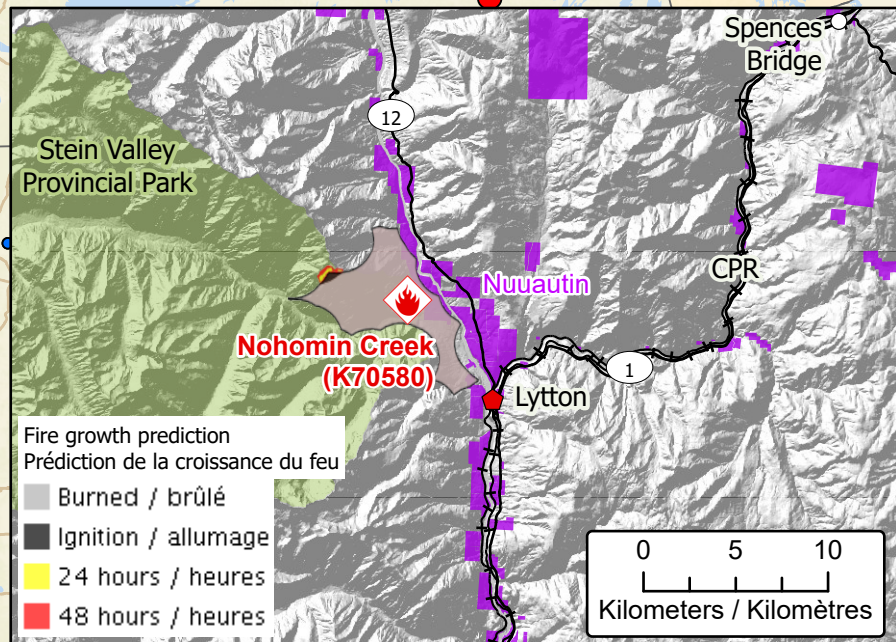 Spences
Bridge
12
Stein Valley
Provincial Park
CPR
Nuuautin
Nohomin Creek
(K70580)
1
Lytton
Fire growth prediction
Prédiction de la croissance du feu
Burned / brûlé
Ignition / allumage
24 hours / heures
48 hours / heures
0 5 10
Kilometers / Kilomètres